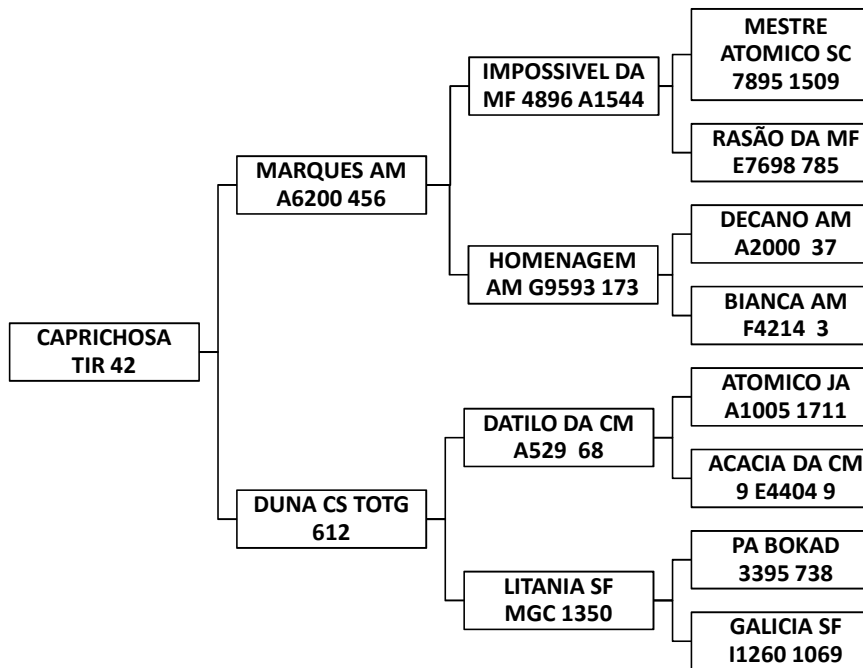 MESTRE
ATOMICO SC
7895 1509
IMPOSSIVEL DA
MF 4896 A1544
RASÃO DA MF
E7698 785
MARQUES AM
A6200 456
DECANO AM
A2000  37
HOMENAGEM
AM G9593 173
BIANCA AM
F4214  3
CAPRICHOSA
TIR 42
ATOMICO JA
A1005 1711
DATILO DA CM
A529  68
ACACIA DA CM
9 E4404 9
DUNA CS TOTG
612
PA BOKAD
3395 738
LITANIA SF
MGC 1350
GALICIA SF
I1260 1069